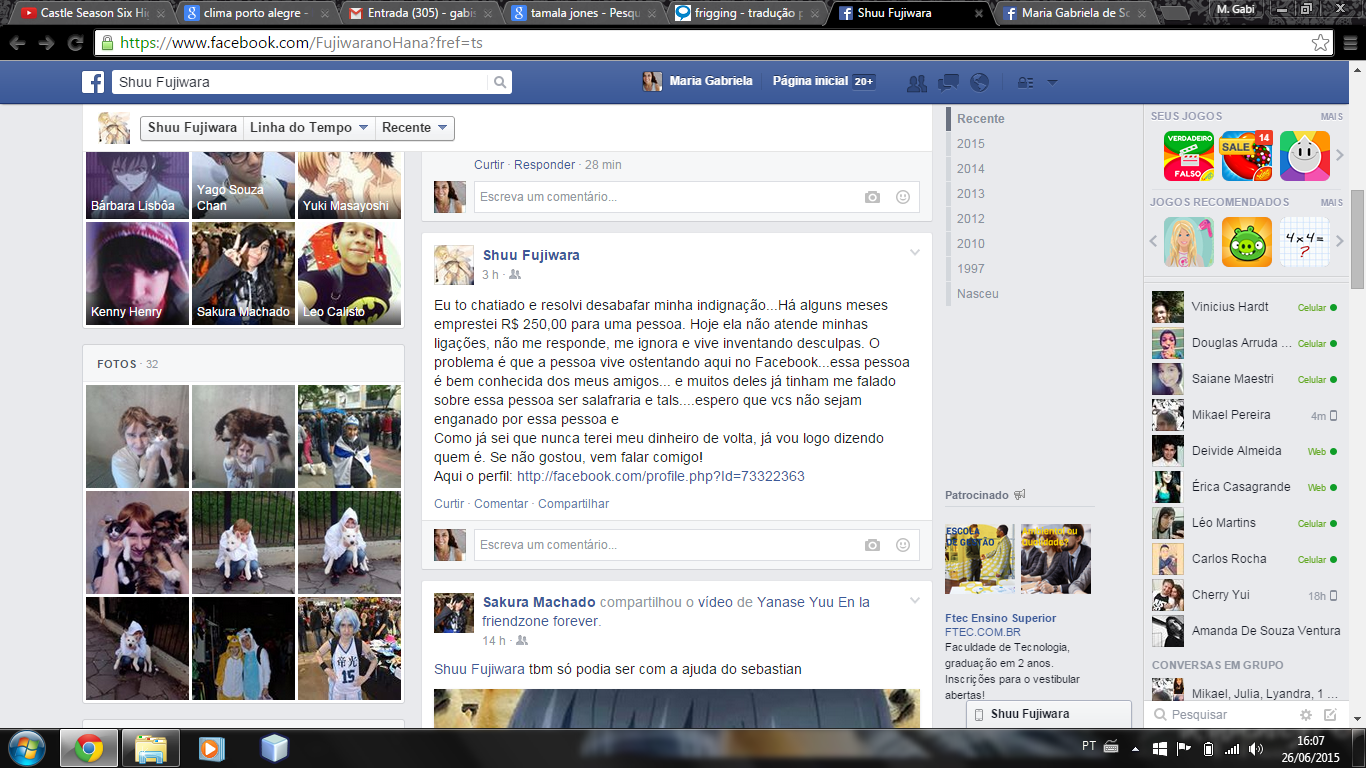 Castle Season Six Hig
clima porto alegre -
Entrada (305) - gabis
tamala jones - Pesqu
frigging - tradução p
Shuu Fujiwara
Maria Gabriela de Sc
M. Gabi
https://www.facebook.com/FujiwaranoHana?fref=ts
Shuu Fujiwara
Maria Gabriela
Página inicial 20+
Shuu Fujiwara
Linha do Tempo
Recente
Bárbara Lisbôa
Yago Souza
Chan
Yuki Masayoshi
Kenny Henry
Sakura Machado
Leo Calisto
FOTOS · 32
15
Curtir · Responder · 28 min
Escreva um comentário...
Shuu Fujiwara
3 h ·
Eu to chatiado e resolvi desabafar minha indignação...Há alguns meses
emprestei R$ 250,00 para uma pessoa. Hoje ela não atende minhas
ligações, não me responde, me ignora e vive inventando desculpas. O
problema é que a pessoa vive ostentando aqui no Facebook...essa pessoa
é bem conhecida dos meus amigos... e muitos deles já tinham me falado
sobre essa pessoa ser salafraria e tals....espero que vcs não sejam
enganado por essa pessoa e
Como já sei que nunca terei meu dinheiro de volta, já vou logo dizendo
quem é. Se não gostou, vem falar comigo!
Aqui o perfil: http://facebook.com/profile.php?Id=73322363
Curtir · Comentar · Compartilhar
Escreva um comentário...
Sakura Machado compartilhou o vídeo de Yanase Yuu En la
friendzone forever.
14 h ·
Shuu Fujiwara tbm só podia ser com a ajuda do sebastian
Recente
2015
2014
2013
2012
2010
1997
Nasceu
Patrocinado
ESCOLA
DE GESTÃO
Ftec Ensino Superior
FTEC.COM.BR
Faculdade de Tecnologia,
graduação em 2 anos.
Inscrições para o vestibular
abertas!
SEUS JOGOS
MAIS
VERDADEIRO
FALSO
SALE
14
JOGOS RECOMENDADOS
MAIS
4x4=
?
Vinicius Hardt
Celular
Douglas Arruda ...
Celular
Saiane Maestri
Celular
Mikael Pereira
4m
Deivide Almeida
Web
Érica Casagrande
Web
Léo Martins
Celular
Carlos Rocha
Celular
Cherry Yui
18h
Amanda De Souza Ventura
CONVERSAS EM GRUPO
Mikael, Julia, Lyandra, 1 ...
Pesquisar
Shuu Fujiwara
PT
16:07
26/06/2015